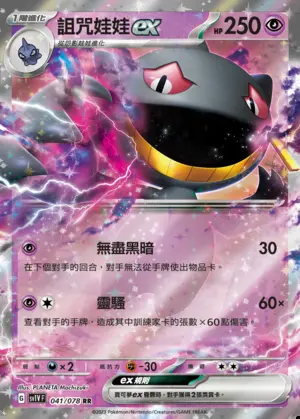 1階進化
詛咒娃娃ex
HP250
從怨影娃娃進化
無盡黑暗 30
在下個對手的回合，對手無法從手牌使出物品卡。
靈騷 60×
查看對手的手牌，造成其中訓練家卡的張數×60點傷害。
弱點 ×2 抵抗力 -30 撤退
ex規則
寶可夢ex昏厥時，對手獲得2張獎賞卡。
Illus. PLANETA Mochizuki
G SV1V F 041/078 RR
©2023 Pokémon/Nintendo/Creatures/GAME FREAK.